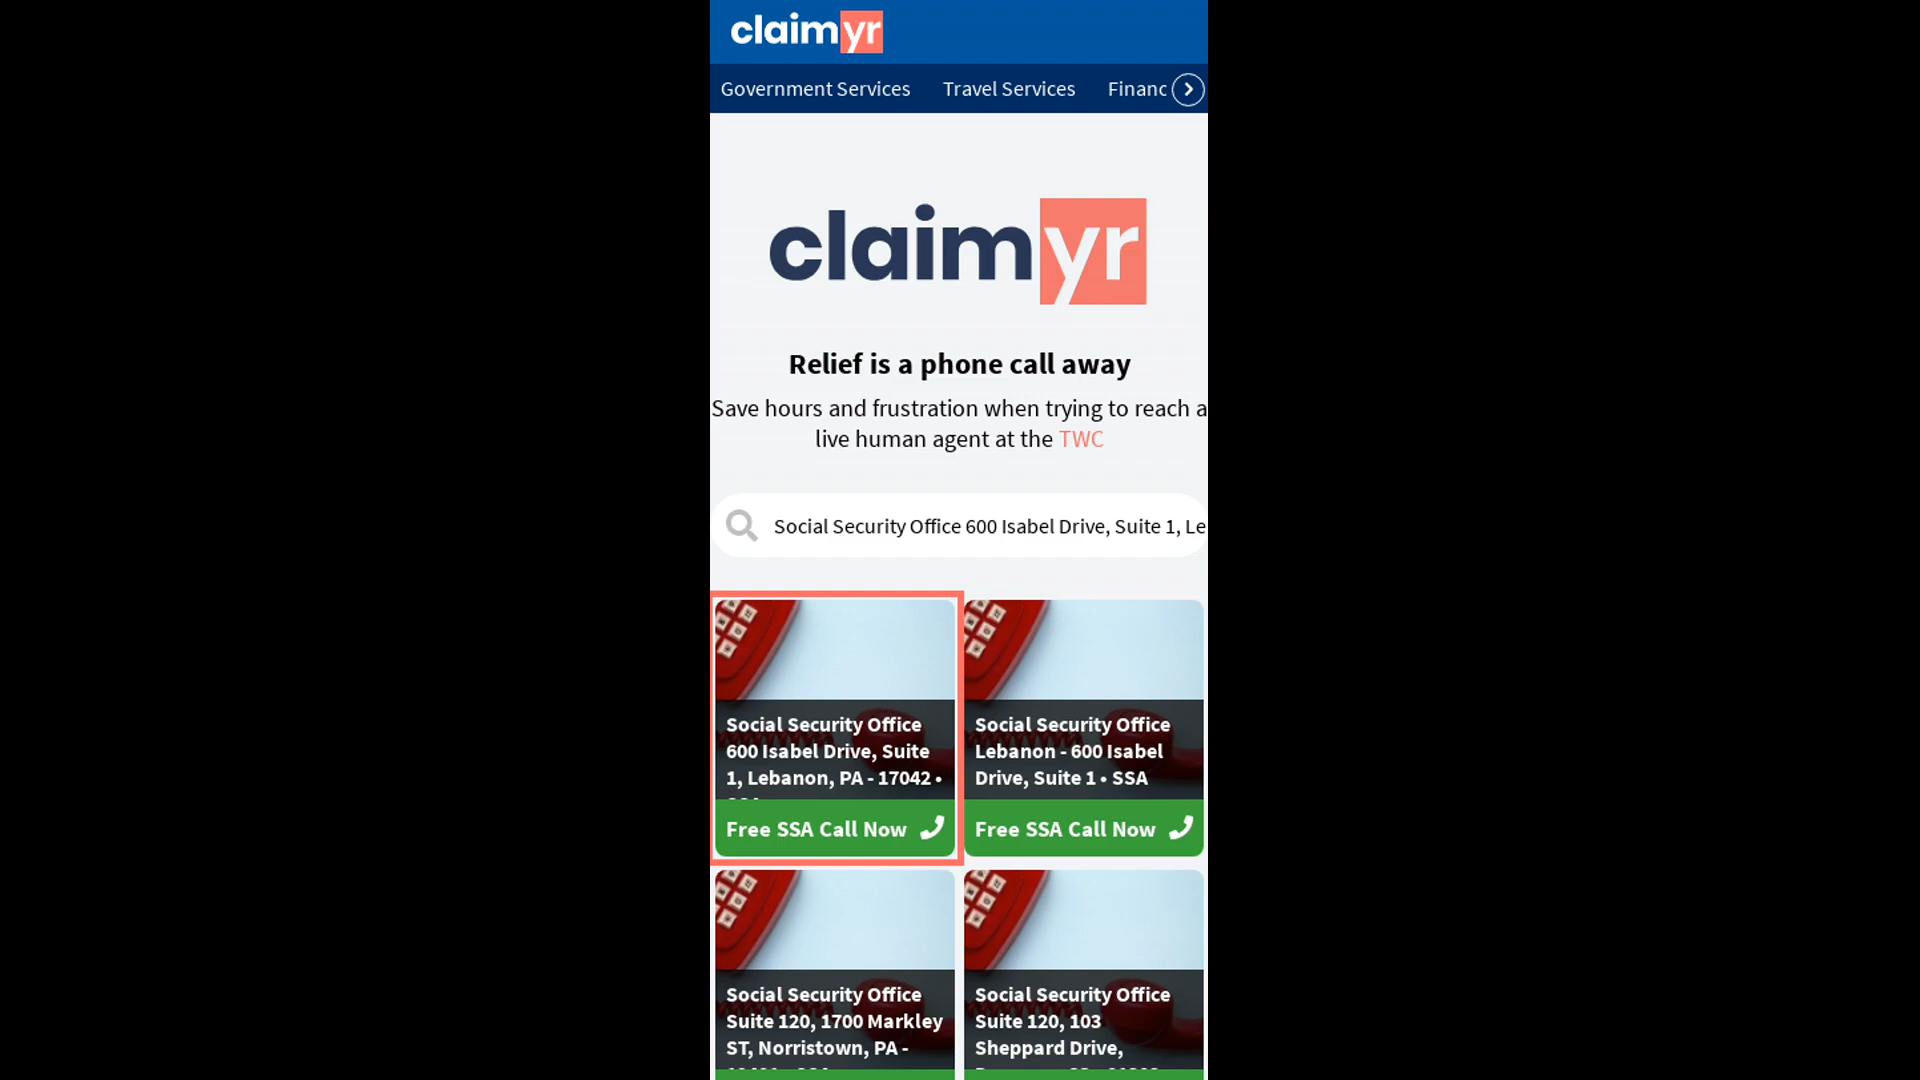 claimyr
Government Services
Travel Services
Financ
claimyr
Relief is a phone call away
Save hours and frustration when trying to reach a
live human agent at the TWC
Social Security Office 600 Isabel Drive, Suite 1, Le
Social Security Office
600 Isabel Drive, Suite
1, Lebanon, PA - 17042 •
Free SSA Call Now
Social Security Office
Lebanon - 600 Isabel
Drive, Suite 1 • SSA
Free SSA Call Now
Social Security Office
Suite 120, 1700 Markley
ST, Norristown, PA -
Social Security Office
Suite 120, 103
Sheppard Drive,